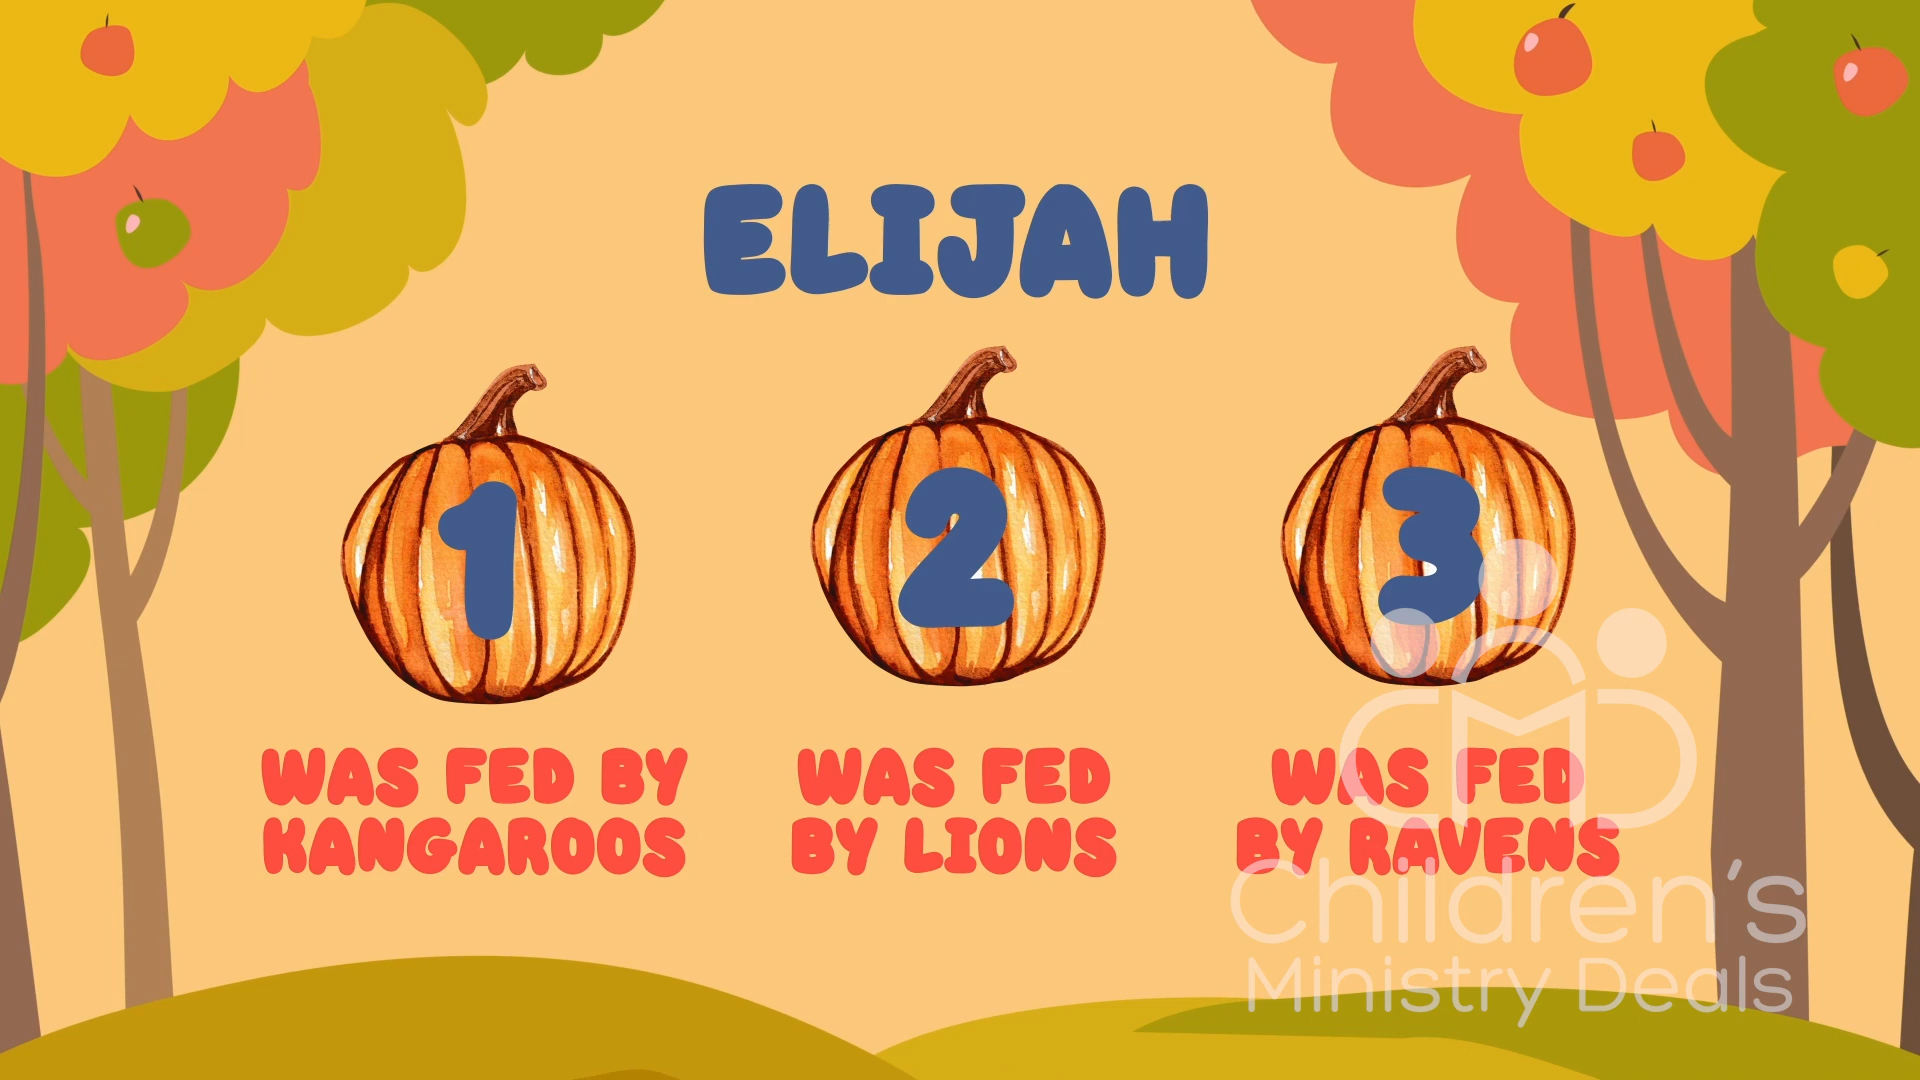 ELIJAH
1
2
3
WAS FED BY
KANGAROOS
WAS FED
BY LIONS
WAS FED
BY RAVENS
Children's
Ministry Deals